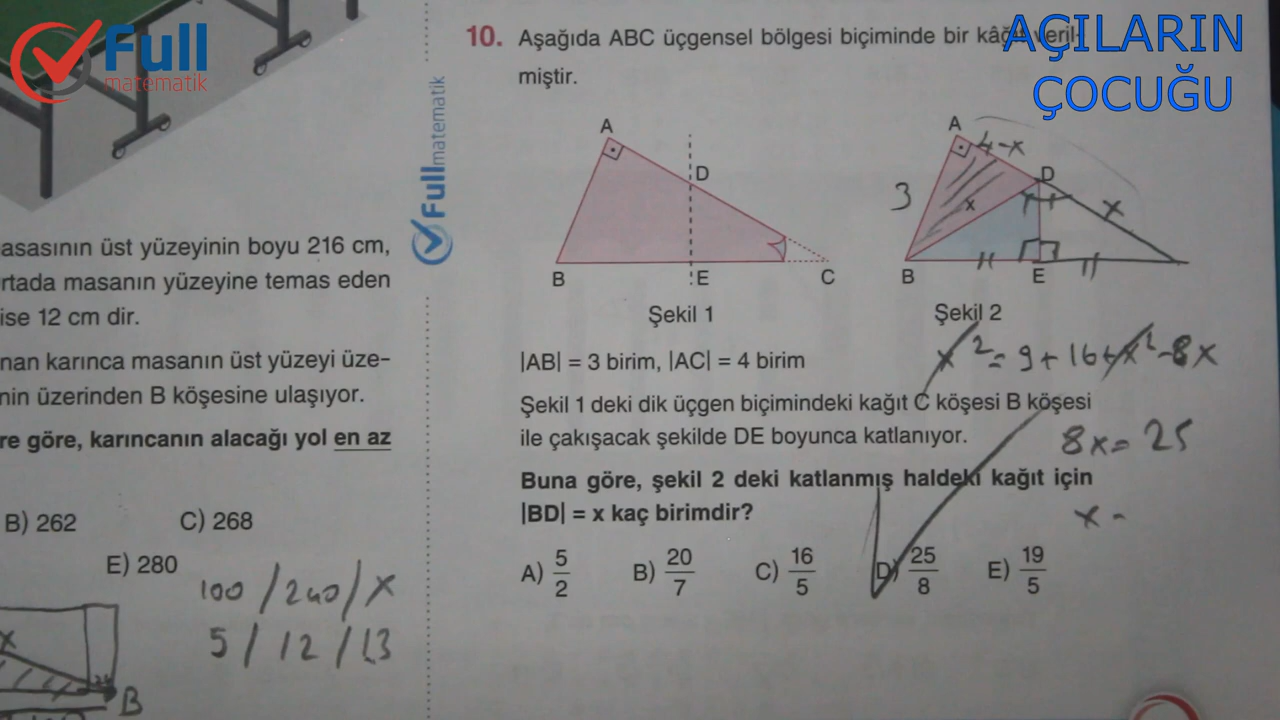 Full
matematik
AÇILARIN
ÇOCUĞU
Full matematik
asasının üst yüzeyinin boyu 216 cm,
rtada masanın yüzeyine temas eden
ise 12 cm dir.
nan karınca masanın üst yüzeyi üze-
nin üzerinden B köşesine ulaşıyor.
re göre, karıncanın alacağı yol en az
B) 262 C) 268
E) 280
100 / 240 / x
5 / 12 / 13
x
B
10. Aşağıda ABC üçgensel bölgesi biçiminde bir kâğıt veril-
miştir.
A
D
B E C
Şekil 1
A
4-x
D
3 x x
B E
Şekil 2
x² = 9 + 16 + x² - 8x
8x = 25
x =
|AB| = 3 birim, |AC| = 4 birim
Şekil 1 deki dik üçgen biçimindeki kağıt C köşesi B köşesi
ile çakışacak şekilde DE boyunca katlanıyor.
Buna göre, şekil 2 deki katlanmış haldeki kağıt için
|BD| = x kaç birimdir?
A) 5/2 B) 20/7 C) 16/5 D) 25/8 E) 19/5